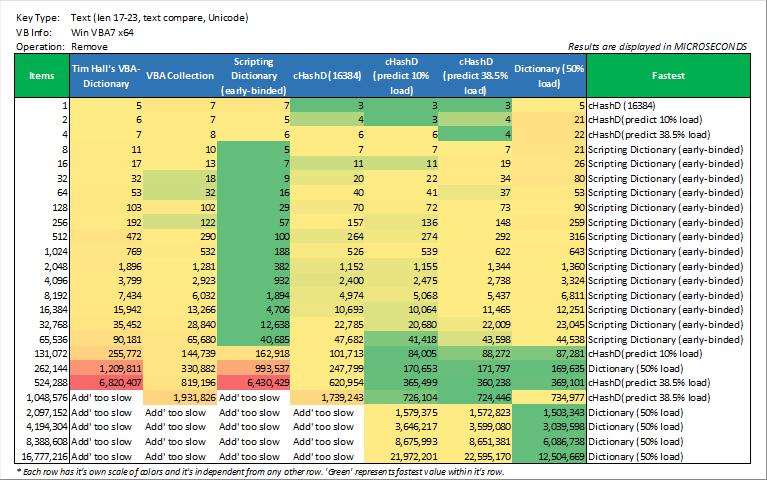 Key Type: Text (len 17-23, text compare, Unicode)
VB Info: Win VBA7 x64
Operation: Remove
Results are displayed in MICROSECONDS
Items Tim Hall's VBA-Dictionary VBA Collection Scripting Dictionary (early-binded) cHashD (16384) cHashD (predict 10% load) cHashD (predict 38.5% load) Dictionary (50% load) Fastest
1 5 7 7 3 3 3 5 cHashD (16384)
2 6 7 5 4 3 4 21 cHashD(predict 10% load)
4 7 8 6 6 6 4 22 cHashD(predict 38.5% load)
8 11 10 5 7 7 7 21 Scripting Dictionary (early-binded)
16 17 13 7 11 11 19 26 Scripting Dictionary (early-binded)
32 32 18 9 20 22 34 80 Scripting Dictionary (early-binded)
64 53 32 16 40 41 37 53 Scripting Dictionary (early-binded)
128 103 102 29 70 72 73 90 Scripting Dictionary (early-binded)
256 192 122 57 157 136 148 259 Scripting Dictionary (early-binded)
512 472 290 100 264 274 292 316 Scripting Dictionary (early-binded)
1,024 769 532 188 526 539 622 643 Scripting Dictionary (early-binded)
2,048 1,896 1,281 382 1,152 1,155 1,344 1,360 Scripting Dictionary (early-binded)
4,096 3,799 2,923 932 2,400 2,475 2,738 3,324 Scripting Dictionary (early-binded)
8,192 7,434 6,032 1,894 4,974 5,068 5,437 6,811 Scripting Dictionary (early-binded)
16,384 15,942 13,266 4,706 10,693 10,064 11,465 12,251 Scripting Dictionary (early-binded)
32,768 35,452 28,840 12,638 22,785 20,680 22,009 23,045 Scripting Dictionary (early-binded)
65,536 90,181 65,680 40,685 47,682 41,418 43,598 44,538 Scripting Dictionary (early-binded)
131,072 255,772 144,739 162,918 101,713 84,005 88,272 87,281 cHashD(predict 10% load)
262,144 1,209,811 330,882 993,537 247,799 170,653 171,797 169,635 Dictionary (50% load)
524,288 6,820,407 819,196 6,430,429 620,954 365,499 360,238 369,101 cHashD(predict 38.5% load)
1,048,576 Add' too slow 1,931,826 Add' too slow 1,739,243 726,104 724,446 734,977 cHashD(predict 38.5% load)
2,097,152 Add' too slow Add' too slow Add' too slow Add' too slow 1,579,375 1,572,823 1,503,343 Dictionary (50% load)
4,194,304 Add' too slow Add' too slow Add' too slow Add' too slow 3,646,217 3,599,080 3,039,598 Dictionary (50% load)
8,388,608 Add' too slow Add' too slow Add' too slow Add' too slow 8,675,993 8,651,381 6,086,738 Dictionary (50% load)
16,777,216 Add' too slow Add' too slow Add' too slow Add' too slow 21,972,201 22,595,170 12,504,669 Dictionary (50% load)
* Each row has it's own scale of colors and it's independent from any other row. 'Green' represents fastest value within it's row.